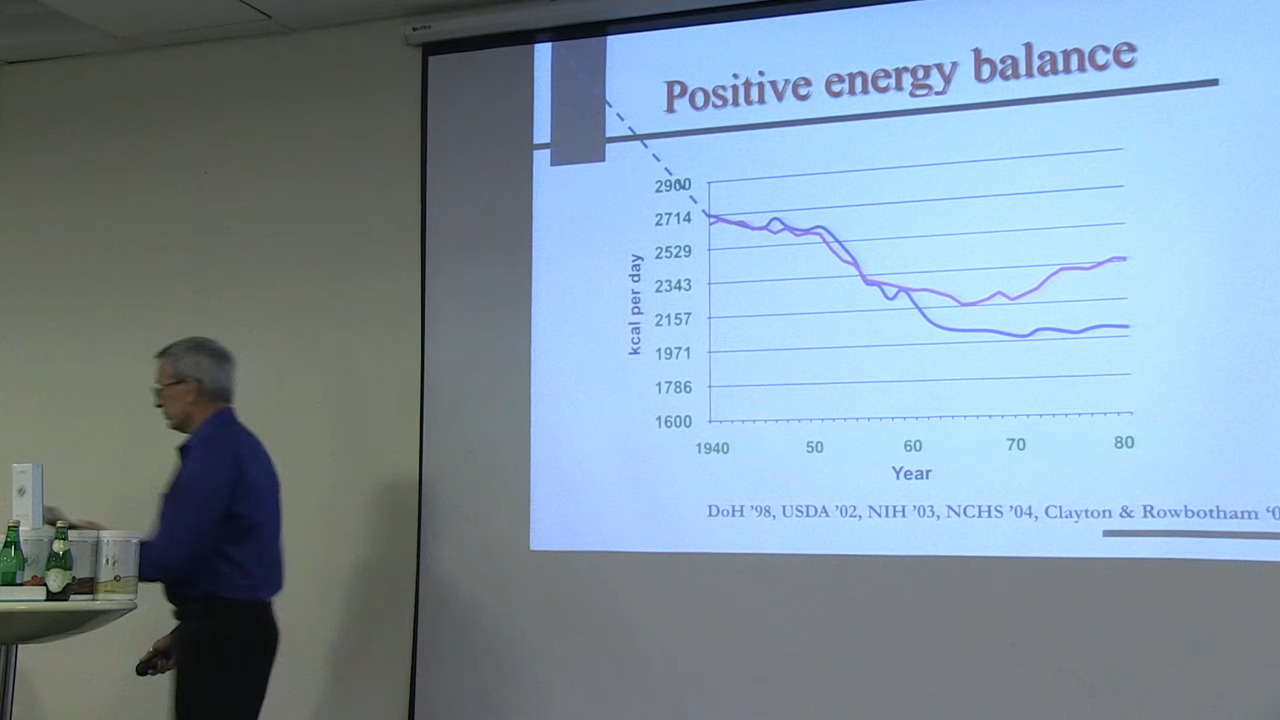 Positive energy balance
2900
2714
2529
2343
2157
1971
1786
1600
kcal per day
1940 50 60 70 80
Year
DoH '98, USDA '02, NIH '03, NCHS '04, Clayton & Rowbotham '0